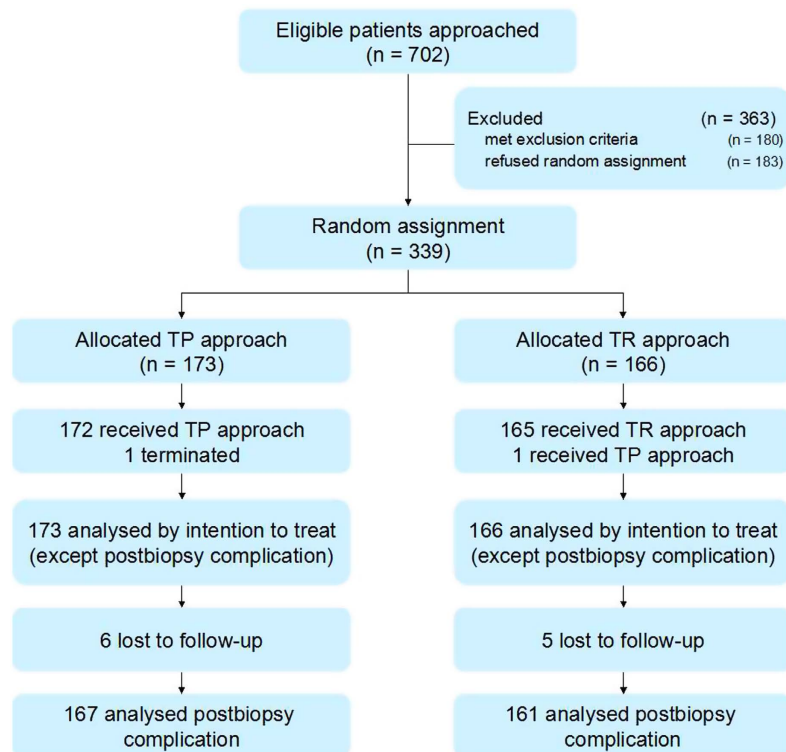 Eligible patients approached
(n = 702)
Excluded (n = 363)
met exclusion criteria (n = 180)
refused random assignment (n = 183)
Random assignment
(n = 339)
Allocated TP approach
(n = 173)
Allocated TR approach
(n = 166)
172 received TP approach
1 terminated
165 received TR approach
1 received TP approach
173 analysed by intention to treat
(except postbiopsy complication)
166 analysed by intention to treat
(except postbiopsy complication)
6 lost to follow-up
5 lost to follow-up
167 analysed postbiopsy
complication
161 analysed postbiopsy
complication